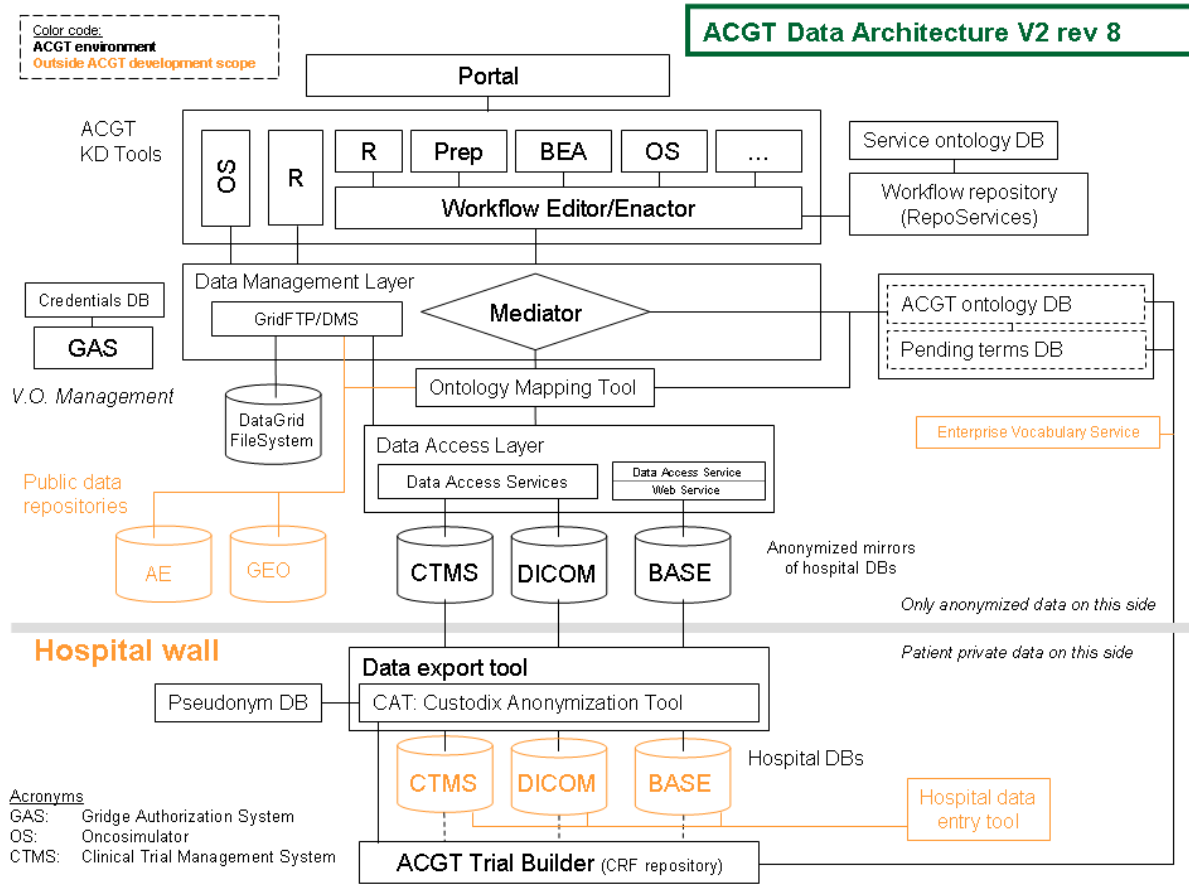 Color code:
ACGT environment
Outside ACGT development scope
ACGT Data Architecture V2 rev 8
Portal
ACGT
KD Tools
OS
R
R
Prep
BEA
OS
...
Workflow Editor/Enactor
Service ontology DB
Workflow repository
(RepoServices)
Data Management Layer
GridFTP/DMS
Mediator
Credentials DB
GAS
V.O. Management
ACGT ontology DB
Pending terms DB
Ontology Mapping Tool
DataGrid
FileSystem
Enterprise Vocabulary Service
Data Access Layer
Data Access Services
Data Access Service
Web Service
Public data
repositories
AE
GEO
CTMS
DICOM
BASE
Anonymized mirrors
of hospital DBs
Only anonymized data on this side
Hospital wall
Patient private data on this side
Data export tool
Pseudonym DB
CAT: Custodix Anonymization Tool
CTMS
DICOM
BASE
Hospital DBs
Hospital data
entry tool
Acronyms
GAS: Gridge Authorization System
OS: Oncosimulator
CTMS: Clinical Trial Management System
ACGT Trial Builder (CRF repository)